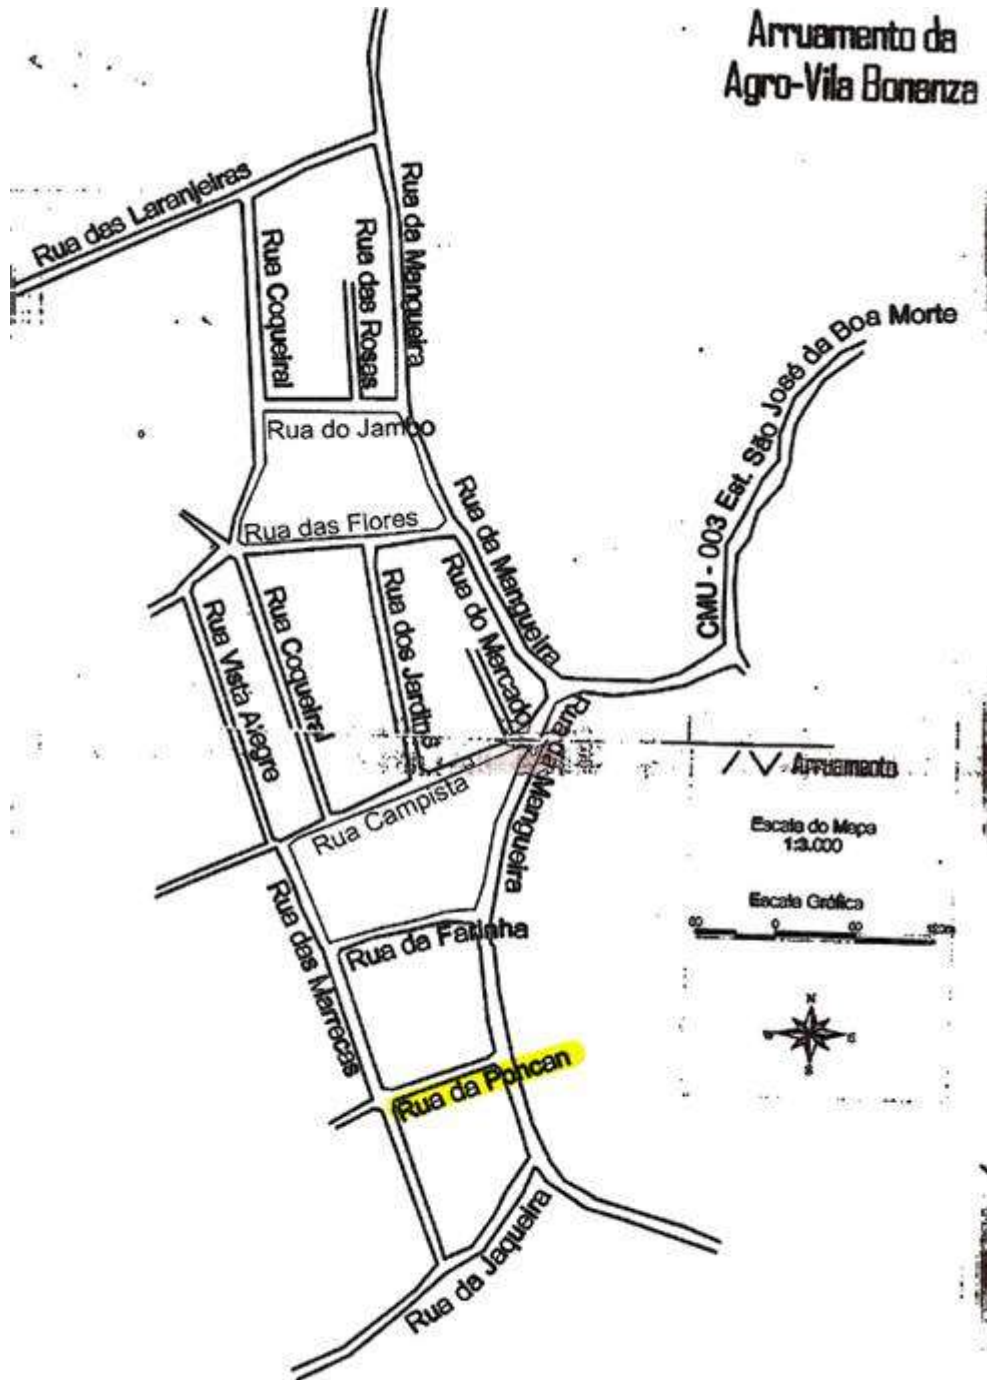 Arruamento da
Agro-Vila Bonanza
Rua das Laranjeiras
Rua da Mangueira
Rua Coqueiral
Rua das Rosas
Rua do Jambo
CMU - 003 Est. São José da Boa Morte
Rua das Flores
Rua da Mangueira
Rua do Mercado
Rua dos Jardins
Rua Coqueiral
Rua Vista Alegre
Rua da Mangueira
Arruamento
Rua Campista
Escala do Mapa
1:3.000
Rua das Marrecas
Escala Gráfica
60 0 60
Rua da Farinha
N
S
Rua da Poncan
Rua da Jaqueira